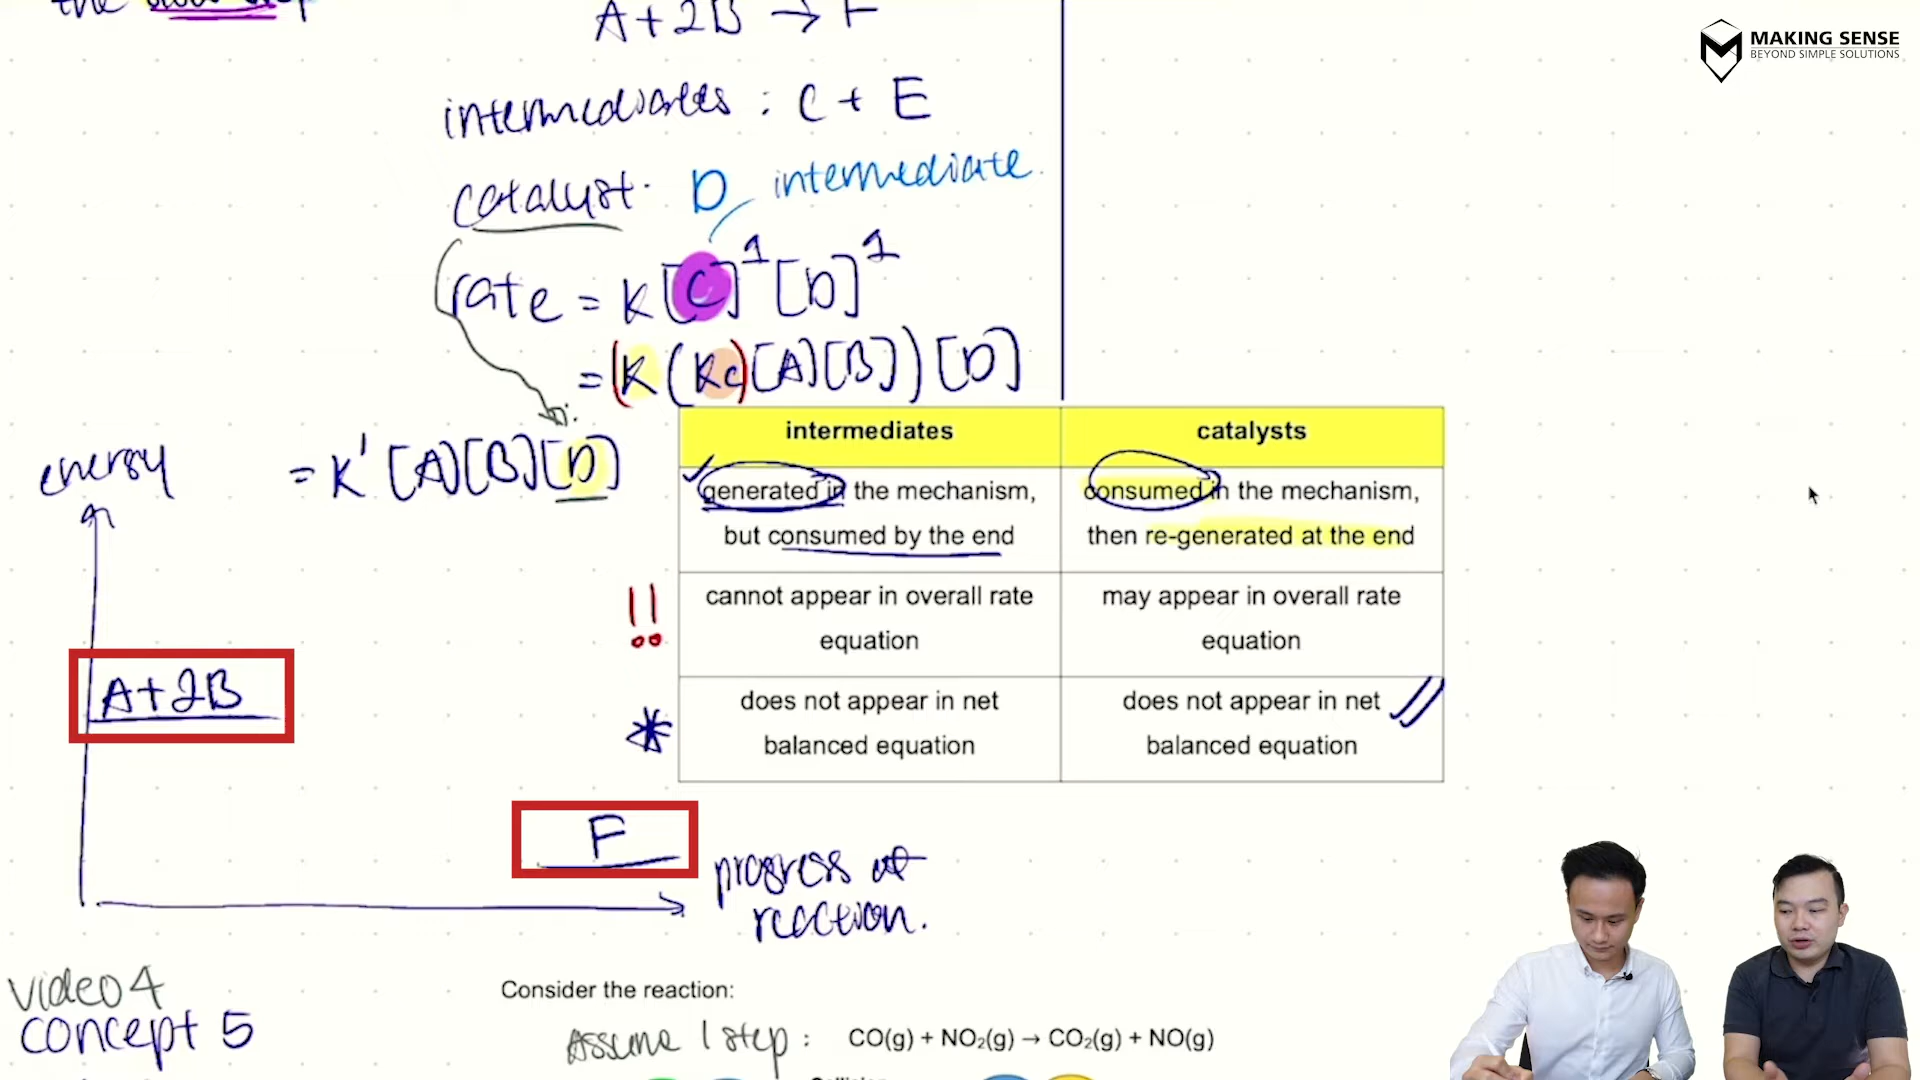 MAKING SENSE
BEYOND SIMPLE SOLUTIONS
the slow step
A + 2B → F
intermediates : C + E
catalyst. D intermediate.
rate = K[C]¹[D]¹
= (K(Kc)[A][B])[D]
energy
= K'[A][B][D]
intermediates catalysts
generated in the mechanism, but consumed by the end
consumed in the mechanism, then re-generated at the end
!!
cannot appear in overall rate equation
may appear in overall rate equation
*
does not appear in net balanced equation
does not appear in net balanced equation
A+2B
F
progress of
reaction.
video 4
concept 5
Consider the reaction:
Assume 1 step : CO(g) + NO₂(g) → CO₂(g) + NO(g)